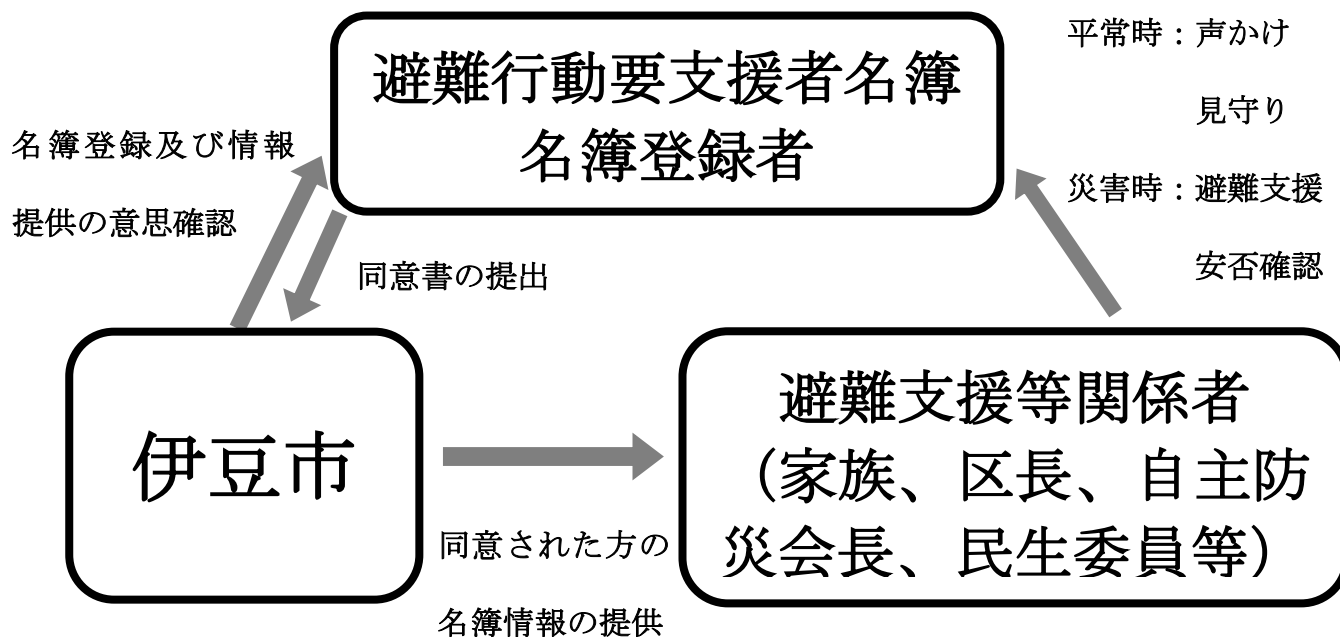 避難行動要支援者名簿
名簿登録者
平常時：声かけ
見守り
災害時：避難支援
安否確認
名簿登録及び情報
提供の意思確認
同意書の提出
伊豆市
同意された方の
名簿情報の提供
避難支援等関係者
（家族、区長、自主防
災会長、民生委員等）